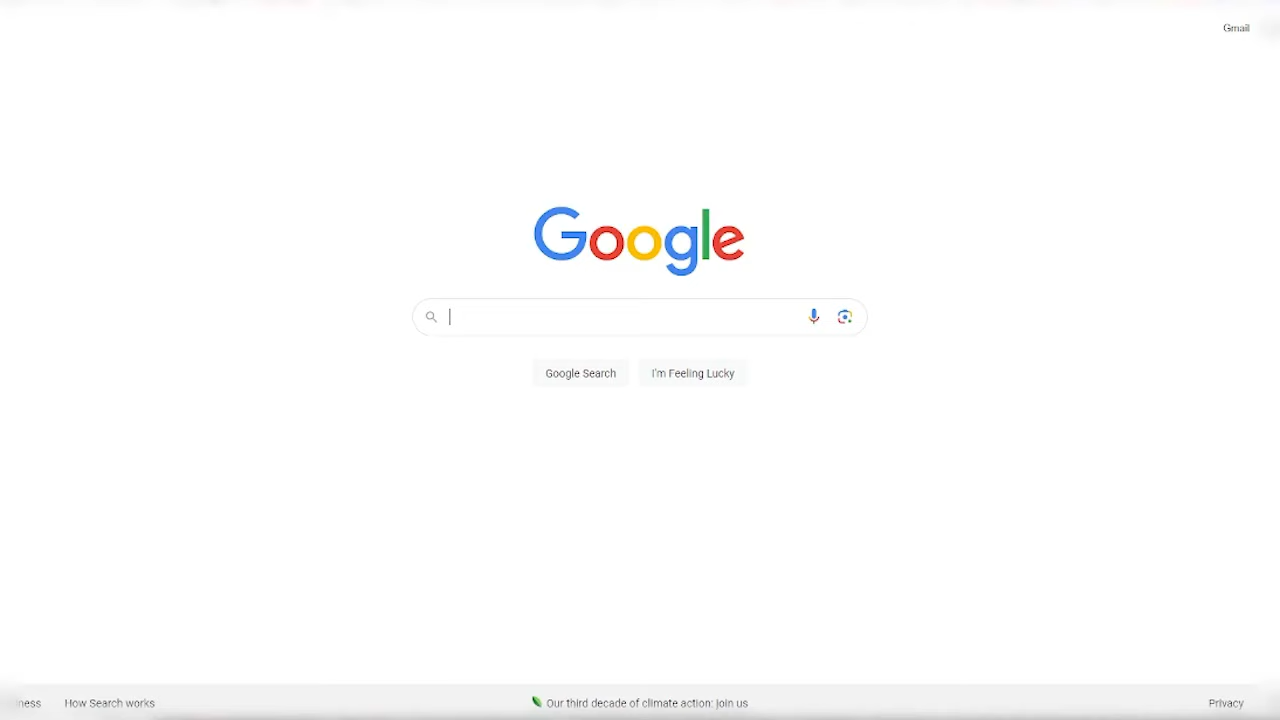 Gmail
Google
Google Search
I'm Feeling Lucky
How Search works
Our third decade of climate action: join us
Privacy